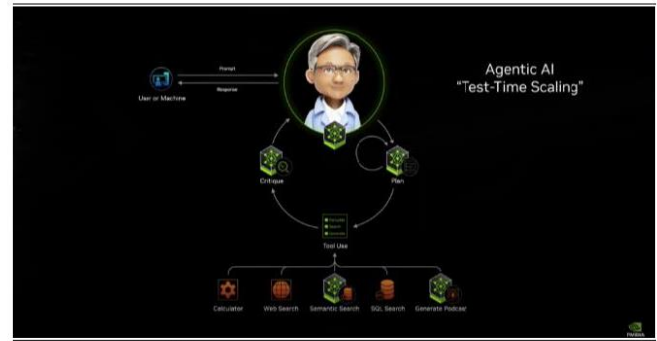 Agentic AI
"Test-Time Scaling"
Prompt
Response
User or Machine
Critique
Plan
Tool Use
Calculator
Web Search
Semantic Search
SQL Search
Generate Podcast
NVIDIA